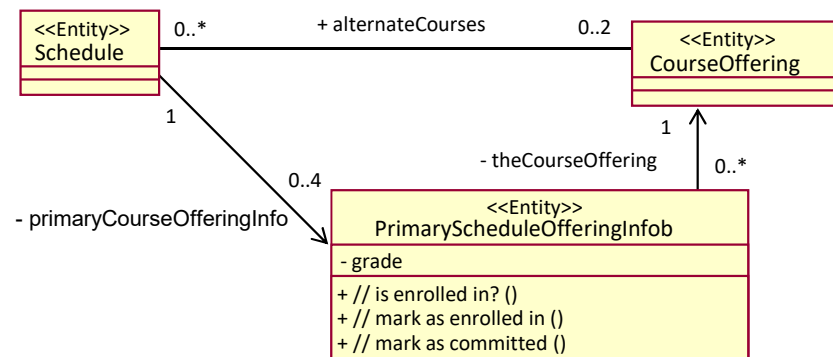 <<Entity>>
Schedule
0..*
+ alternateCourses
0..2
<<Entity>>
CourseOffering
1
1
- theCourseOffering
0..*
0..4
- primaryCourseOfferingInfo
<<Entity>>
PrimaryScheduleOfferingInfob
- grade
+ // is enrolled in? ()
+ // mark as enrolled in ()
+ // mark as committed ()